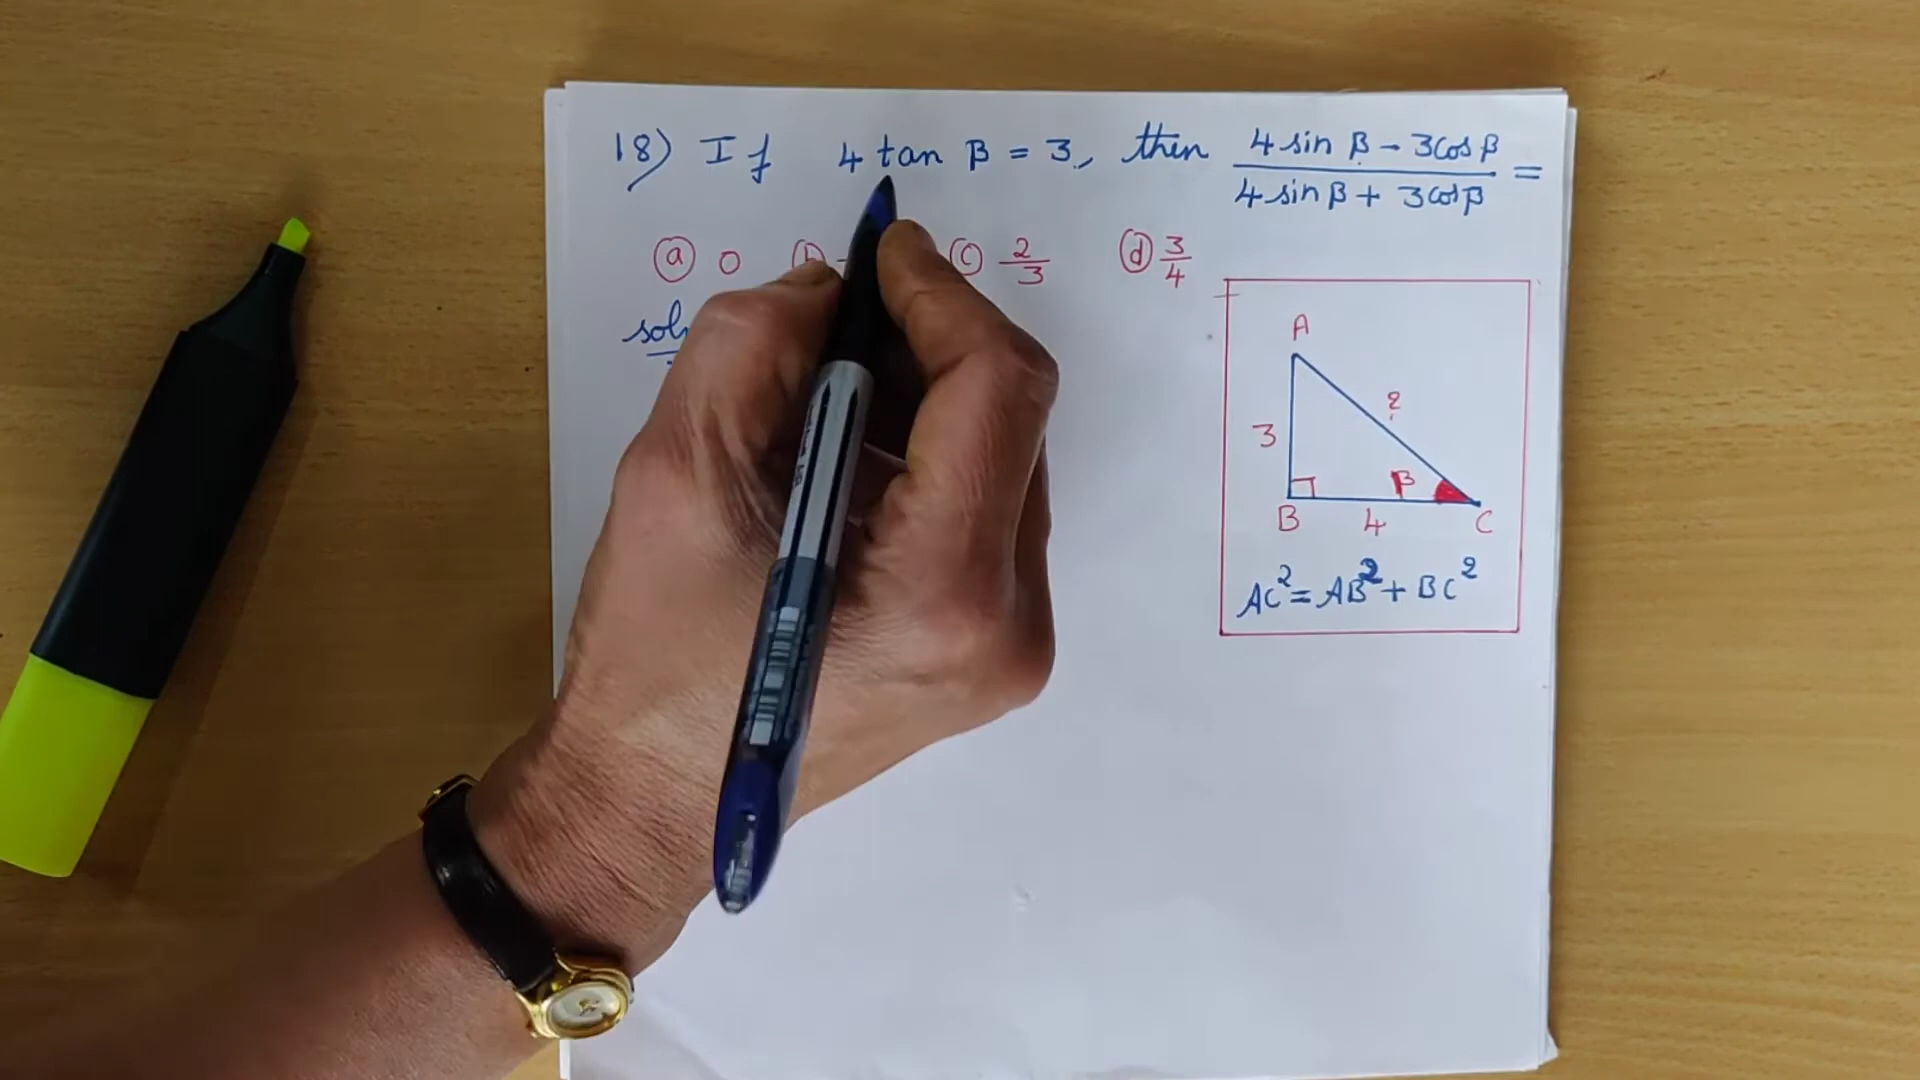 18) If 4 tan β = 3, then (4 sin β - 3 cos β)/(4 sin β + 3 cos β) =
ⓐ 0 ⓒ 2/3 ⓓ 3/4
soln
A
3 ?
β
B 4 C
AC² = AB² + BC²